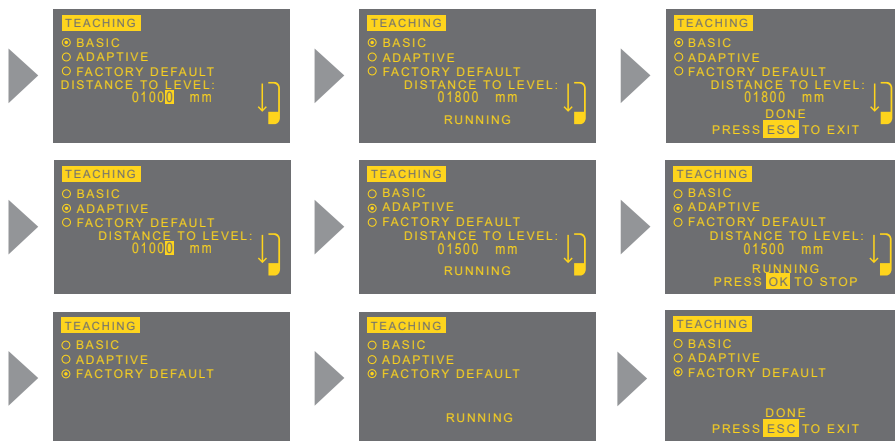 TEACHING
BASIC
ADAPTIVE
FACTORY DEFAULT
DISTANCE TO LEVEL:
01000 mm
TEACHING
BASIC
ADAPTIVE
FACTORY DEFAULT
DISTANCE TO LEVEL:
01800 mm
RUNNING
TEACHING
BASIC
ADAPTIVE
FACTORY DEFAULT
DISTANCE TO LEVEL:
01800 mm
DONE
PRESS ESC TO EXIT
TEACHING
BASIC
ADAPTIVE
FACTORY DEFAULT
DISTANCE TO LEVEL:
01000 mm
TEACHING
BASIC
ADAPTIVE
FACTORY DEFAULT
DISTANCE TO LEVEL:
01500 mm
RUNNING
TEACHING
BASIC
ADAPTIVE
FACTORY DEFAULT
DISTANCE TO LEVEL:
01500 mm
RUNNING
PRESS OK TO STOP
TEACHING
BASIC
ADAPTIVE
FACTORY DEFAULT
TEACHING
BASIC
ADAPTIVE
FACTORY DEFAULT
RUNNING
TEACHING
BASIC
ADAPTIVE
FACTORY DEFAULT
DONE
PRESS ESC TO EXIT